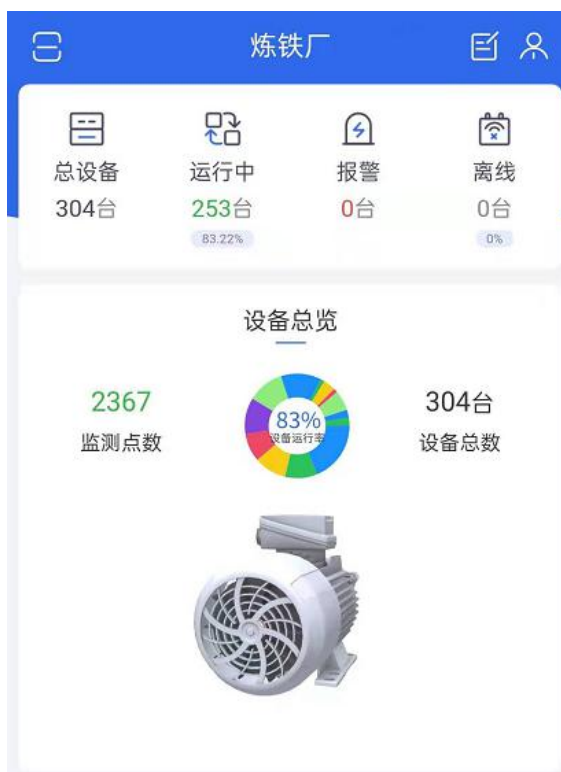 炼铁厂
总设备 运行中 报警 离线
304台 253台 0台 0台
83.22% 0%
设备总览
2367 83% 304台
监测点数 设备运行率 设备总数